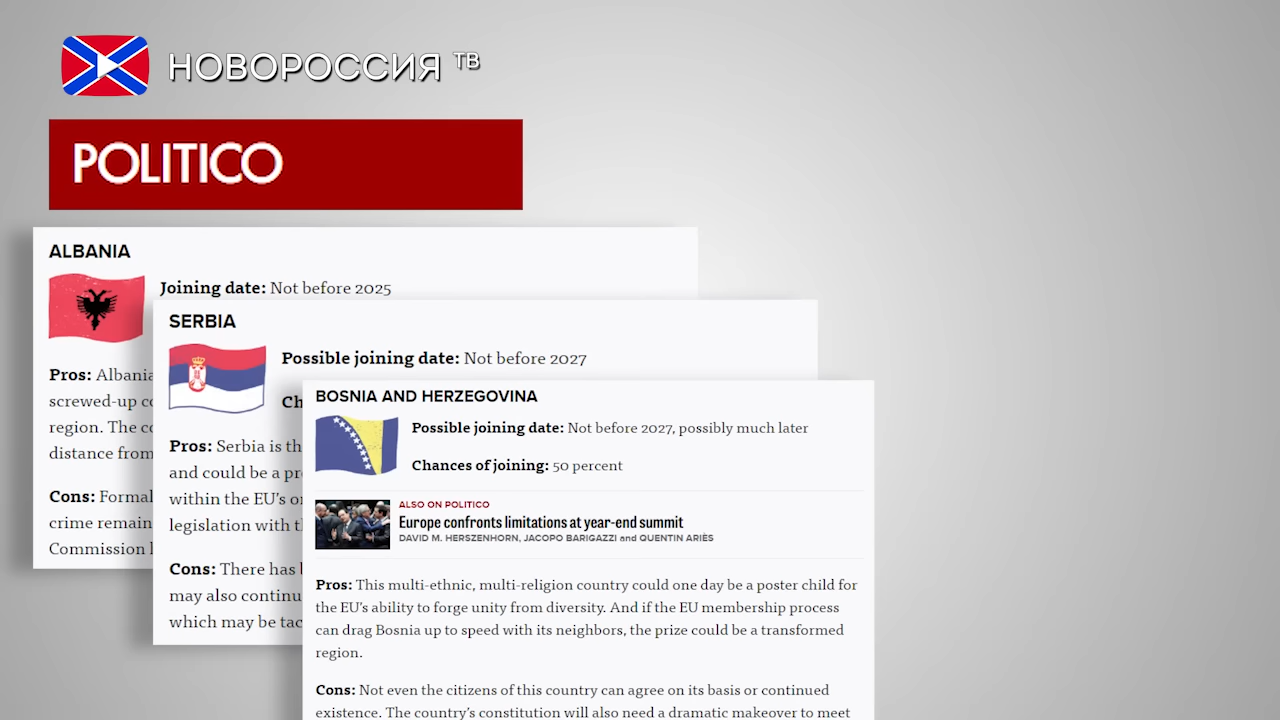 НОВОРОССИЯ ТВ
POLITICO
ALBANIA
Joining date: Not before 2025
Pros: Albania
screwed-up
region. The
distance from
Cons:
crime remain
Commission
SERBIA
Possible joining date: Not before 2027
Pros: Serbia is
and could be a
within the EU's
legislation with
Cons: There has
may also
which may be
BOSNIA AND HERZEGOVINA
Possible joining date: Not before 2027, possibly much later
Chances of joining: 50 percent
ALSO ON POLITICO
Europe confronts limitations at year-end summit
DAVID M. HERSZENHORN, JACOPO BARIGAZZI and QUENTIN ARIÈS
Pros: This multi-ethnic, multi-religion country could one day be a poster child for
the EU's ability to forge unity from diversity. And if the EU membership process
can drag Bosnia up to speed with its neighbors, the prize could be a transformed
region.
Cons: Not even the citizens of this country can agree on its basis or continued
existence. The country's constitution will also need a dramatic makeover to meet